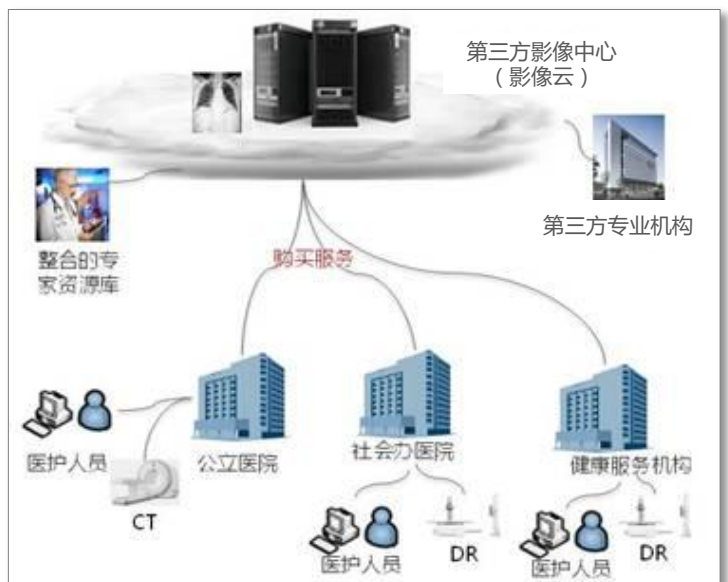 第三方影像中心
（影像云）
第三方专业机构
整合的专
家资源库
购买服务
医护人员
公立医院
社会办医院
健康服务机构
CT
医护人员
DR
医护人员
DR